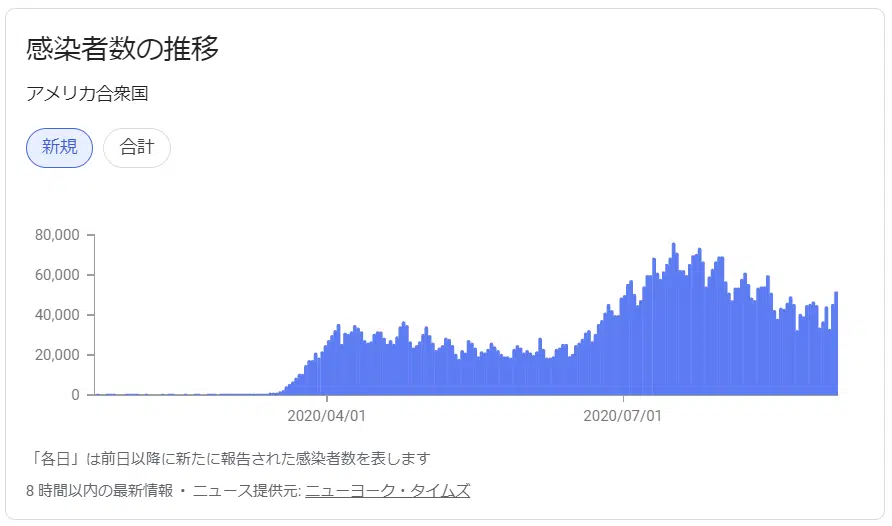 感染者数の推移
アメリカ合衆国
新規 合計
80,000
60,000
40,000
20,000
0
2020/04/01 2020/07/01
「各日」は前日以降に新たに報告された感染者数を表します
8 時間以内の最新情報 • ニュース提供元: ニューヨーク・タイムズ